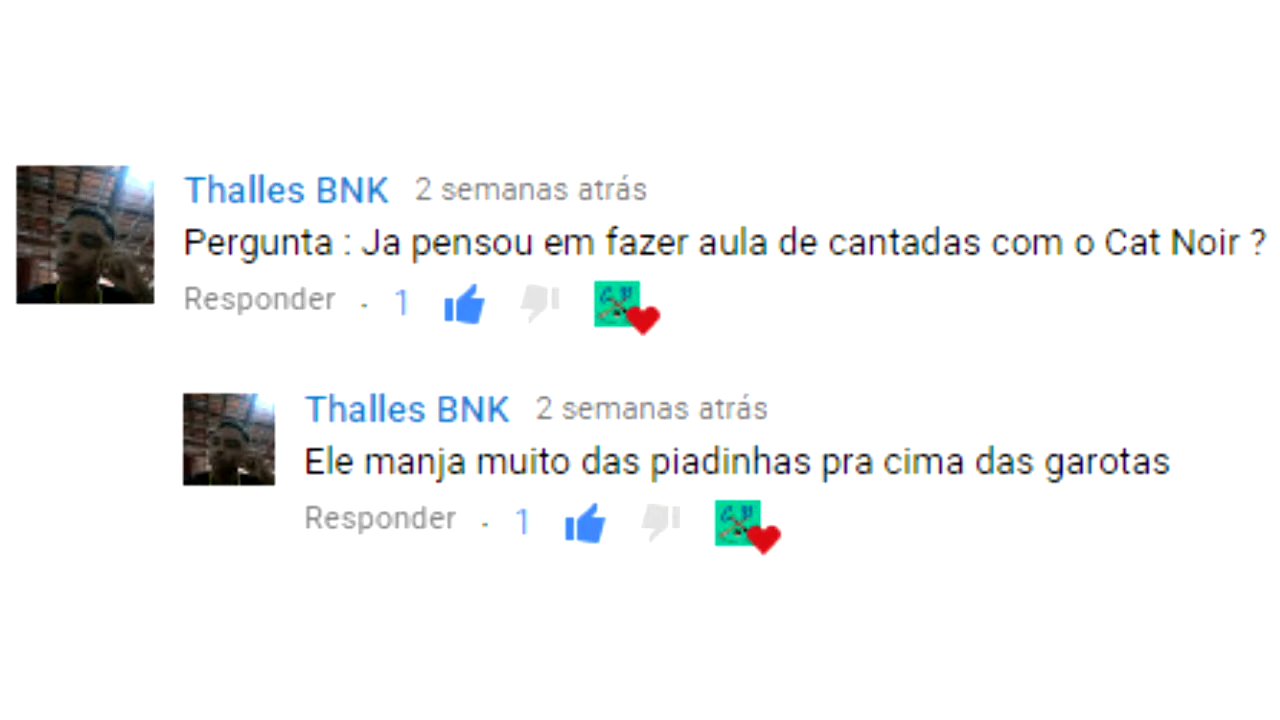 Thalles BNK 2 semanas atrás
Pergunta : Ja pensou em fazer aula de cantadas com o Cat Noir ?
Responder · 1
Thalles BNK 2 semanas atrás
Ele manja muito das piadinhas pra cima das garotas
Responder · 1